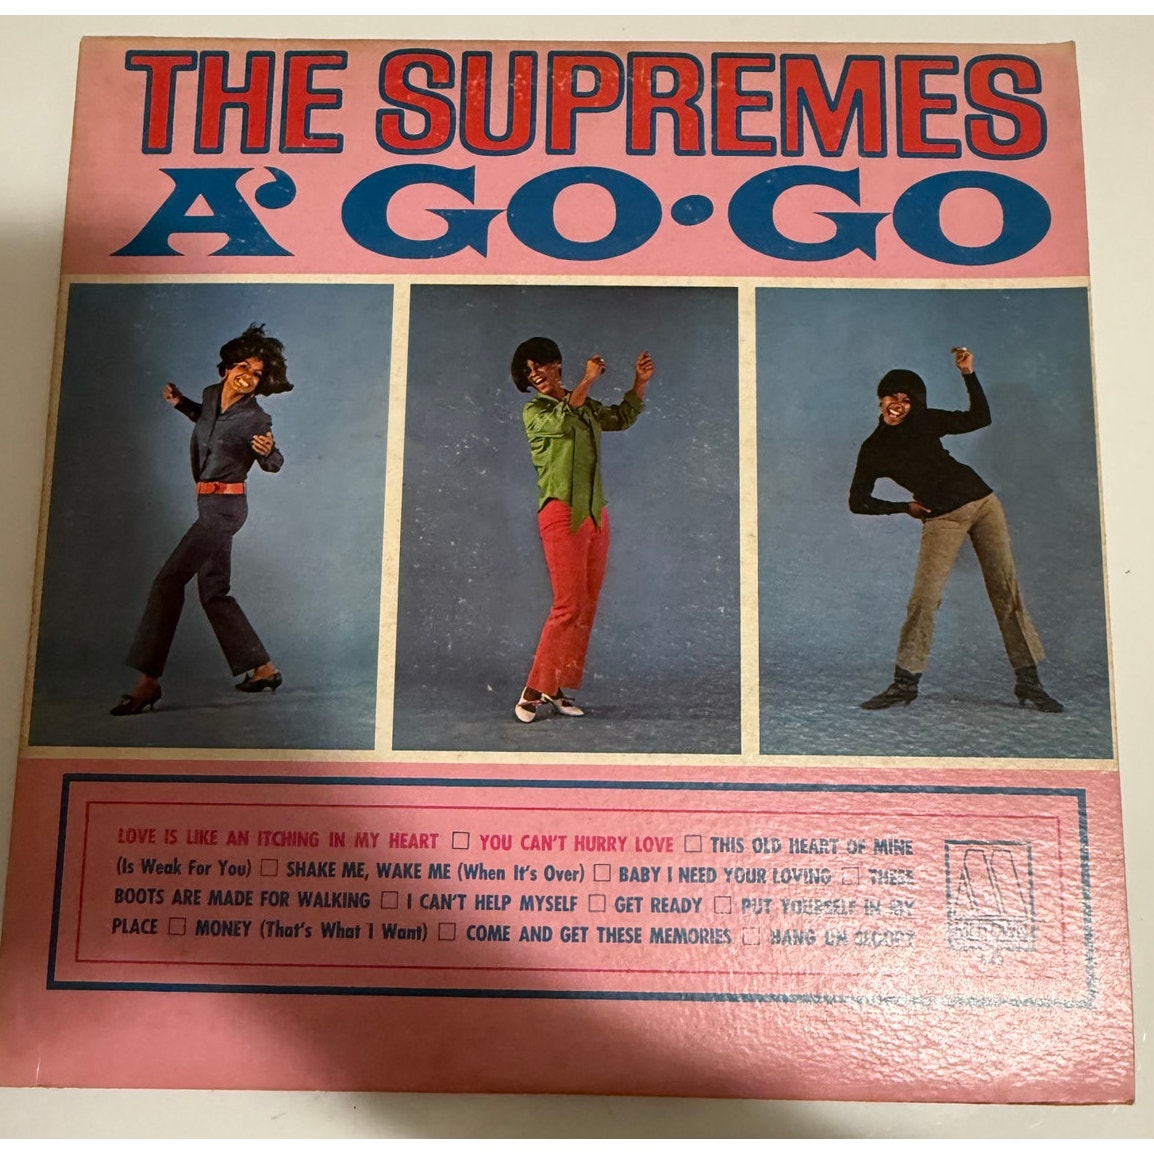 THE SUPREMES
A' GO·GO
LOVE IS LIKE AN ITCHING IN MY HEART □ YOU CAN'T HURRY LOVE □ THIS OLD HEART OF MINE
(Is Weak For You) □ SHAKE ME, WAKE ME (When It's Over) □ BABY I NEED YOUR LOVING □ THESE
BOOTS ARE MADE FOR WALKING □ I CAN'T HELP MYSELF □ GET READY □ PUT YOURSELF IN MY
PLACE □ MONEY (That's What I Want) □ COME AND GET THESE MEMORIES □ HANG ON SLOOPY